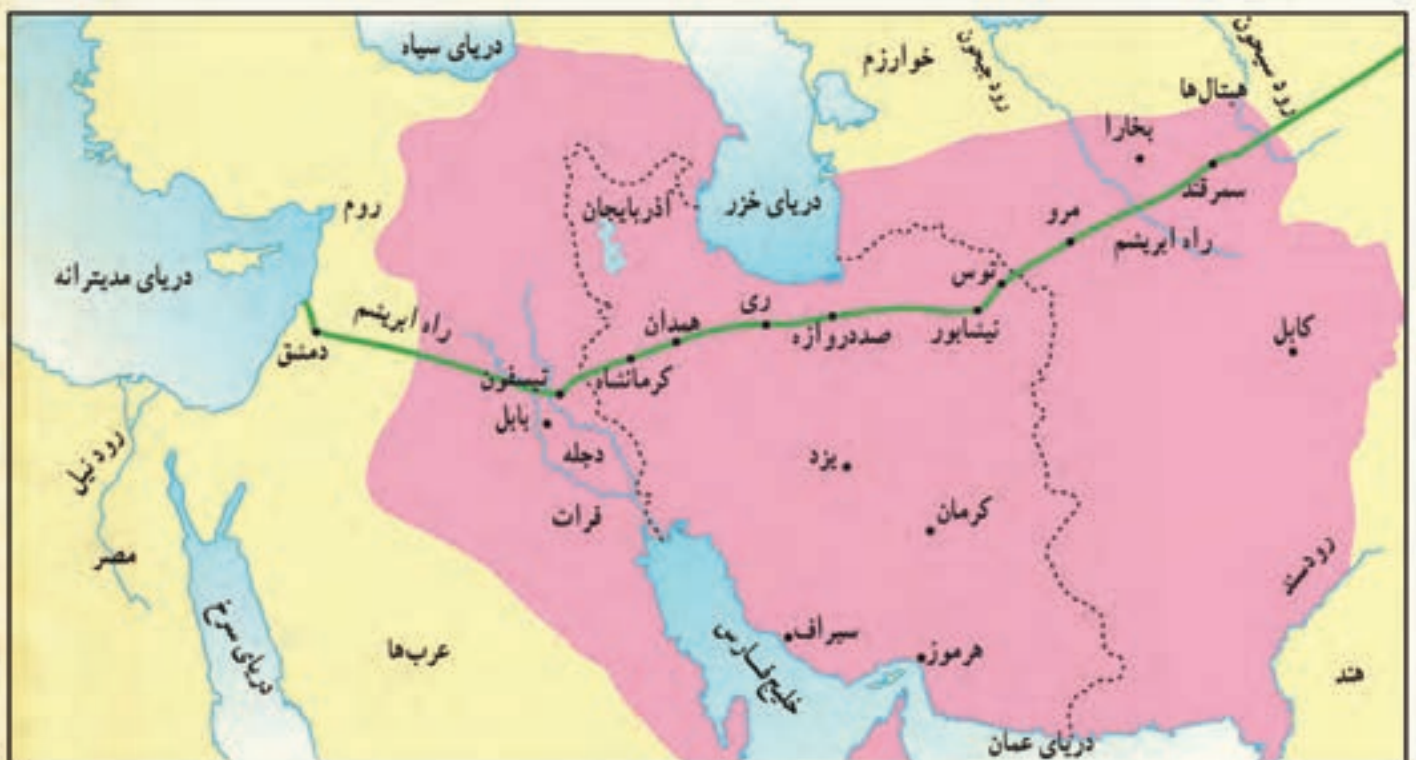 دریای سیاه
خوارزم
رود جیحون
رود سیحون
هیتال‌ها
بخارا
سمرقند
روم
آذربایجان
دریای خزر
مرو
راه ابریشم
دریای مدیترانه
توس
نیشابور
صددروازه
ری
همدان
کرمانشاه
راه ابریشم
دمشق
تیسفون
بابل
کابل
دجله
فرات
یزد
کرمان
رود نیل
مصر
دریای سرخ
عرب‌ها
خلیج فارس
سیراف
هرموز
رود سند
هند
دریای عمان